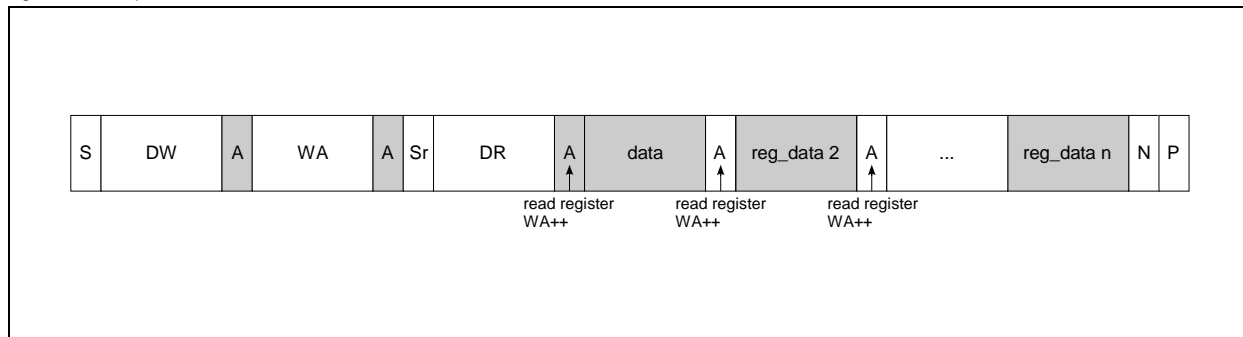 S DW A WA A Sr DR A data A reg_data 2 A ... reg_data n N P
read register read register read register
WA++ WA++ WA++